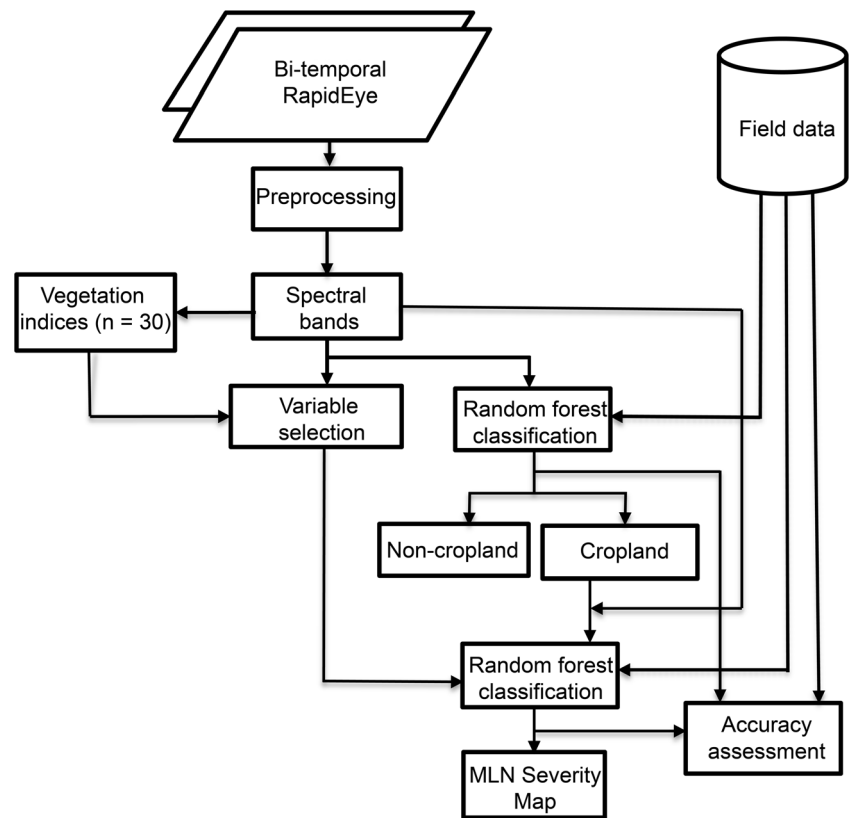 Bi-temporal
RapidEye
Field data
Preprocessing
Vegetation
indices (n = 30)
Spectral
bands
Variable
selection
Random forest
classification
Non-cropland
Cropland
Random forest
classification
Accuracy
assessment
MLN Severity
Map